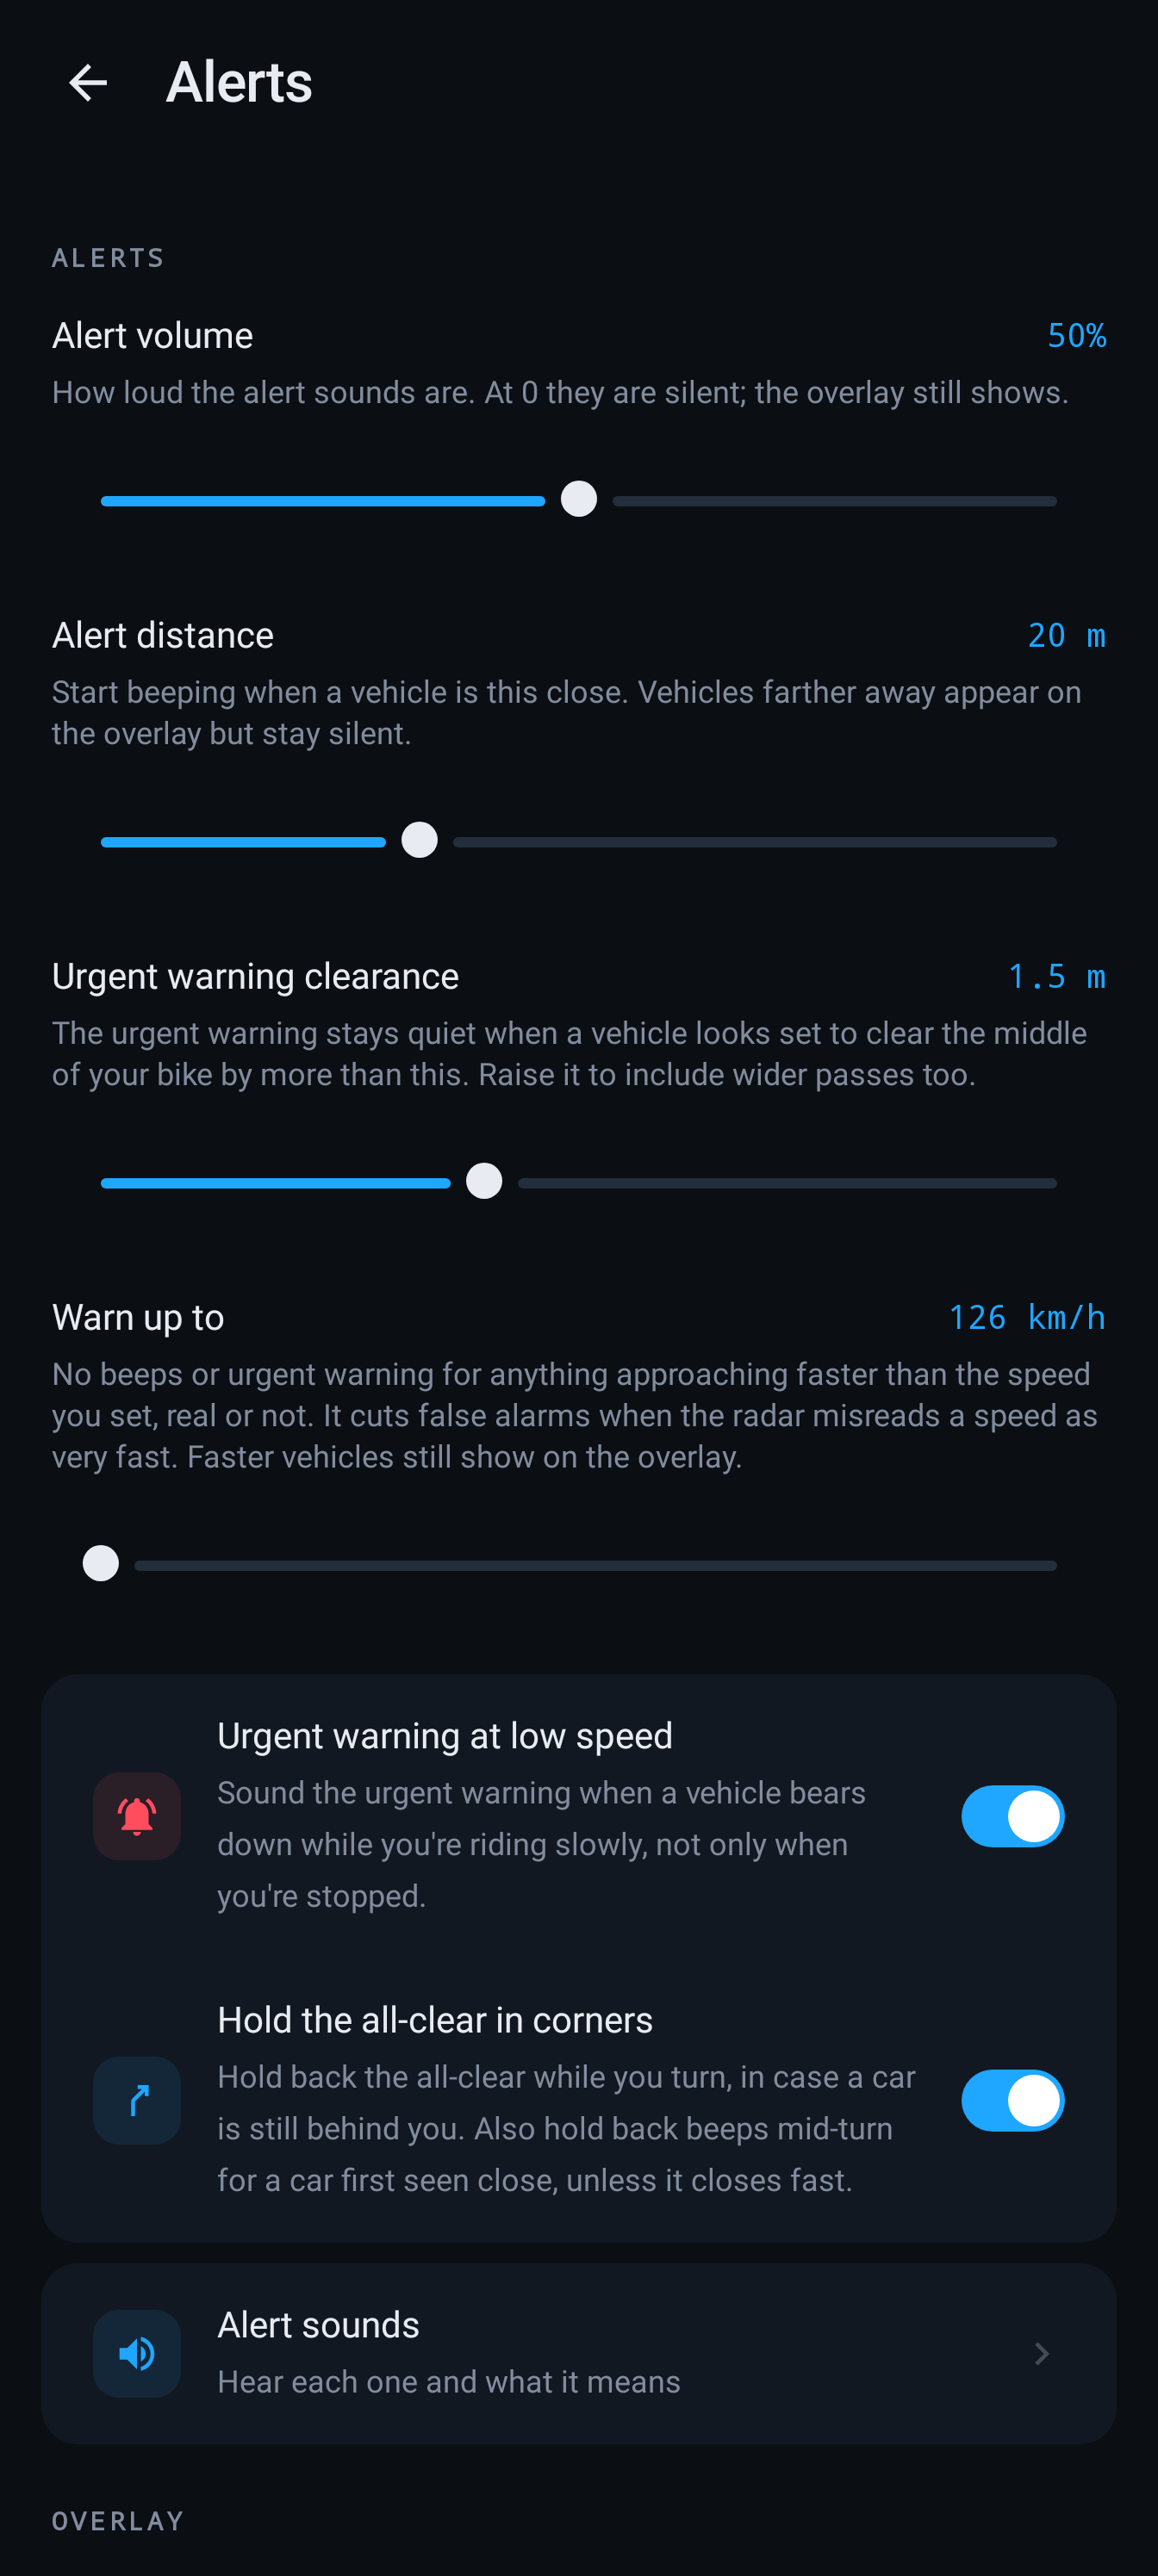 Alerts
ALERTS
Alert volume
50%
How loud the alert sounds are. At 0 they are silent; the overlay still shows.
Alert distance
20 m
Start beeping when a vehicle is this close. Vehicles farther away appear on
the overlay but stay silent.
Urgent warning clearance
1.5 m
The urgent warning stays quiet when a vehicle looks set to clear the middle
of your bike by more than this. Raise it to include wider passes too.
Warn up to
126 km/h
No beeps or urgent warning for anything approaching faster than the speed
you set, real or not. It cuts false alarms when the radar misreads a speed as
very fast. Faster vehicles still show on the overlay.
Urgent warning at low speed
Sound the urgent warning when a vehicle bears
down while you're riding slowly, not only when
you're stopped.
Hold the all-clear in corners
Hold back the all-clear while you turn, in case a car
is still behind you. Also hold back beeps mid-turn
for a car first seen close, unless it closes fast.
Alert sounds
Hear each one and what it means
OVERLAY